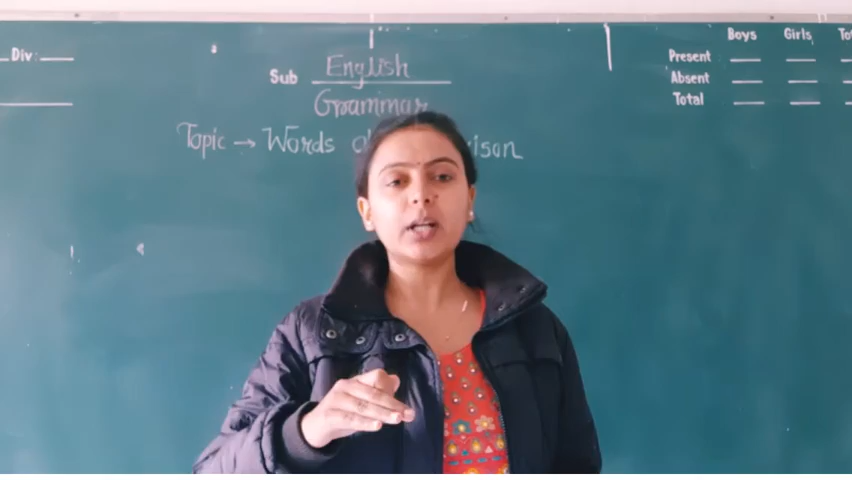 Div:
Sub English
Grammar
Topic → Words
Boys Girls
Present
Absent
Total